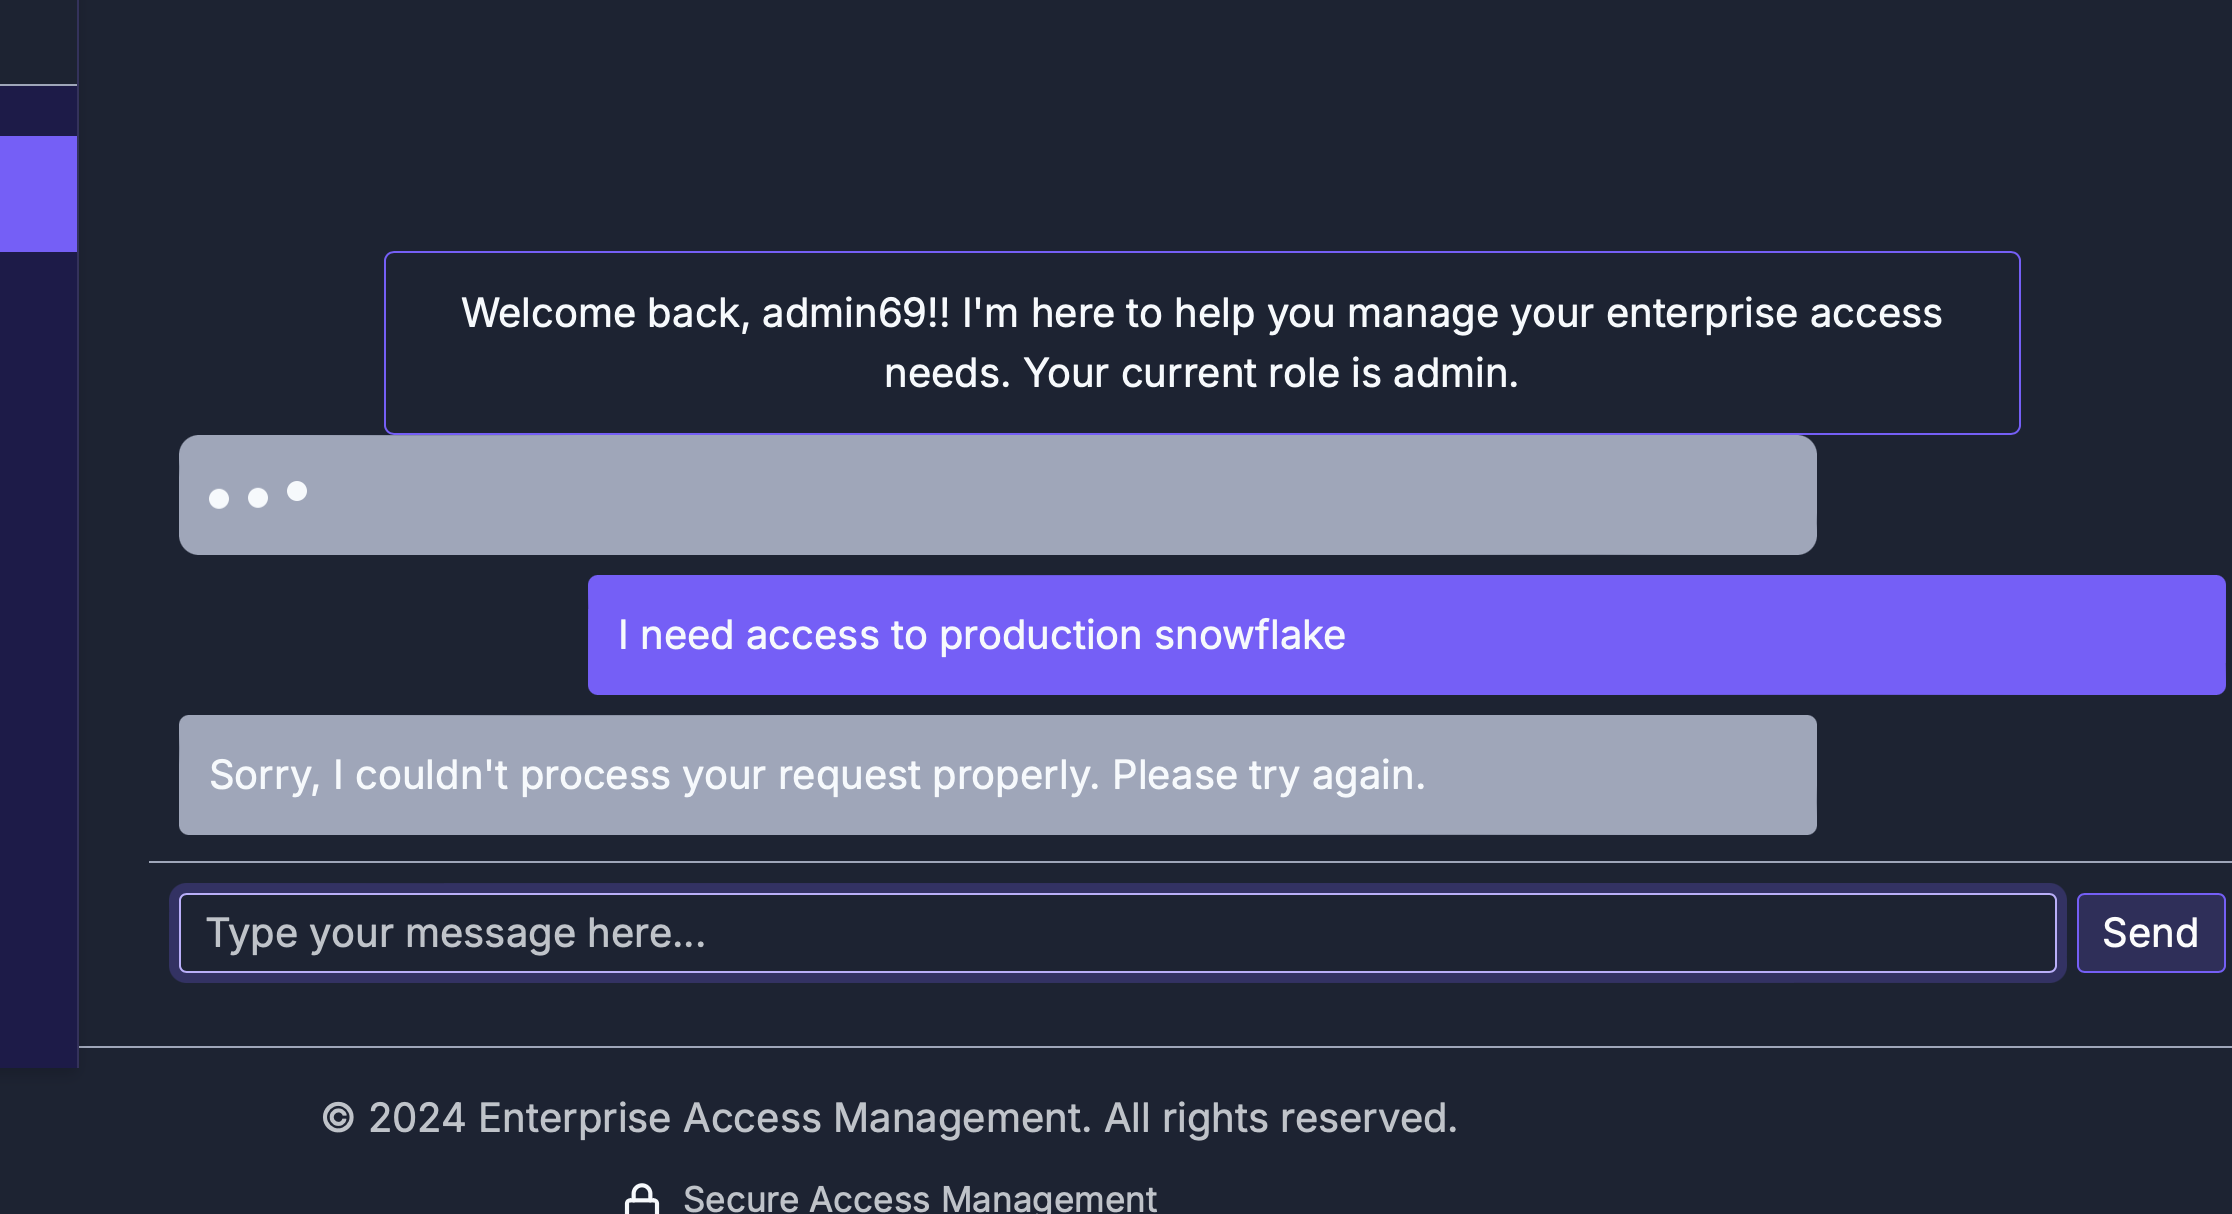 Welcome back, admin69!! I'm here to help you manage your enterprise access
needs. Your current role is admin.
I need access to production snowflake
Sorry, I couldn't process your request properly. Please try again.
Type your message here...
Send
© 2024 Enterprise Access Management. All rights reserved.
Secure Access Management